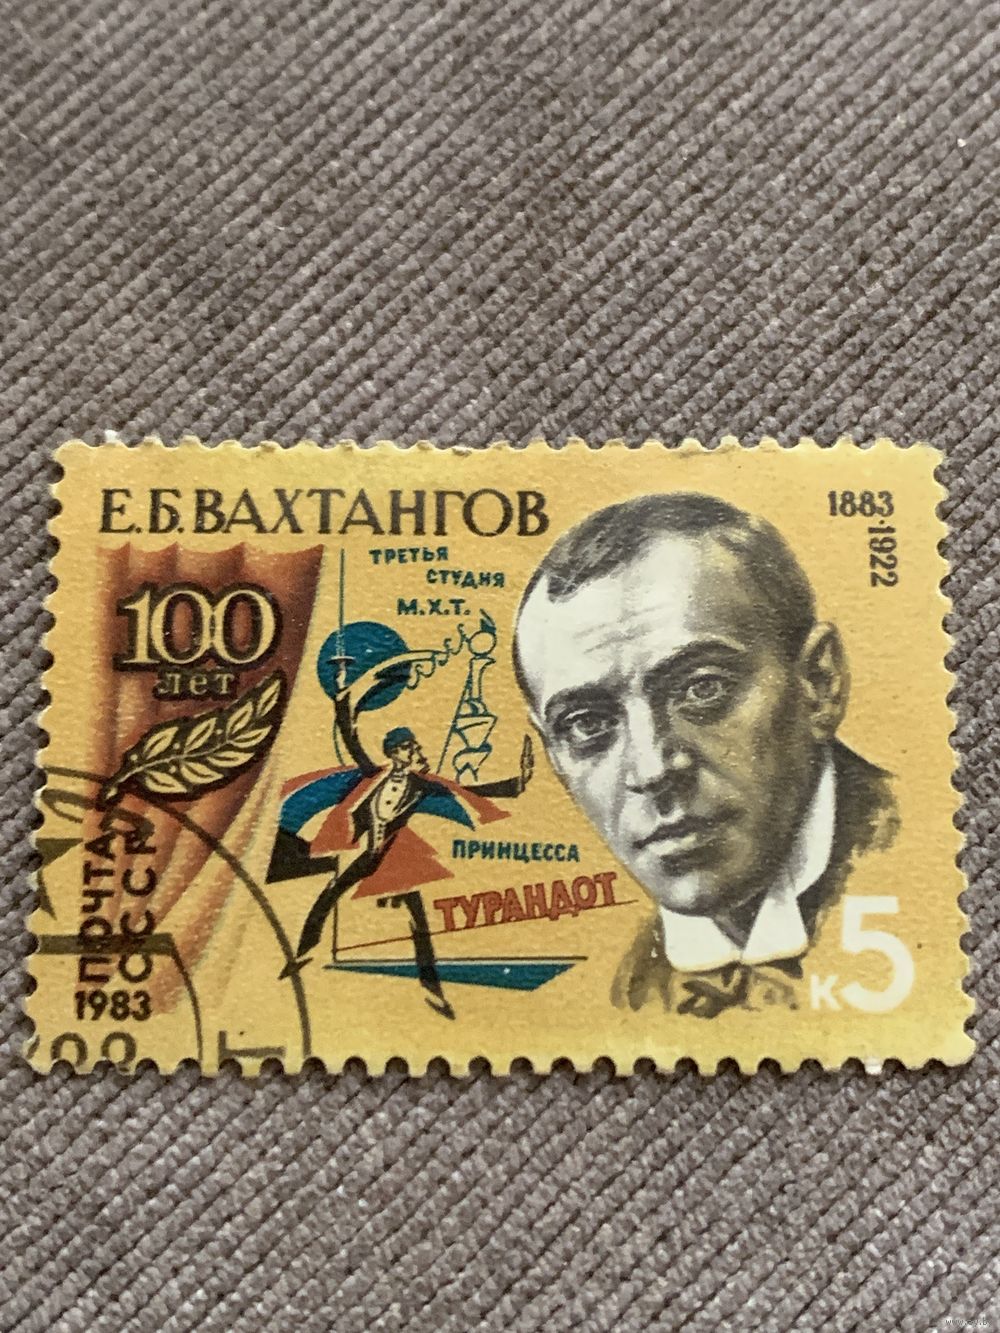 Е.Б.ВАХТАНГОВ
1883·1922
100
лет
ТРЕТЬЯ
СТУДИЯ
М.Х.Т.
ПРИНЦЕССА
ТУРАНДОТ
ПОЧТА
СССР
1983
к5